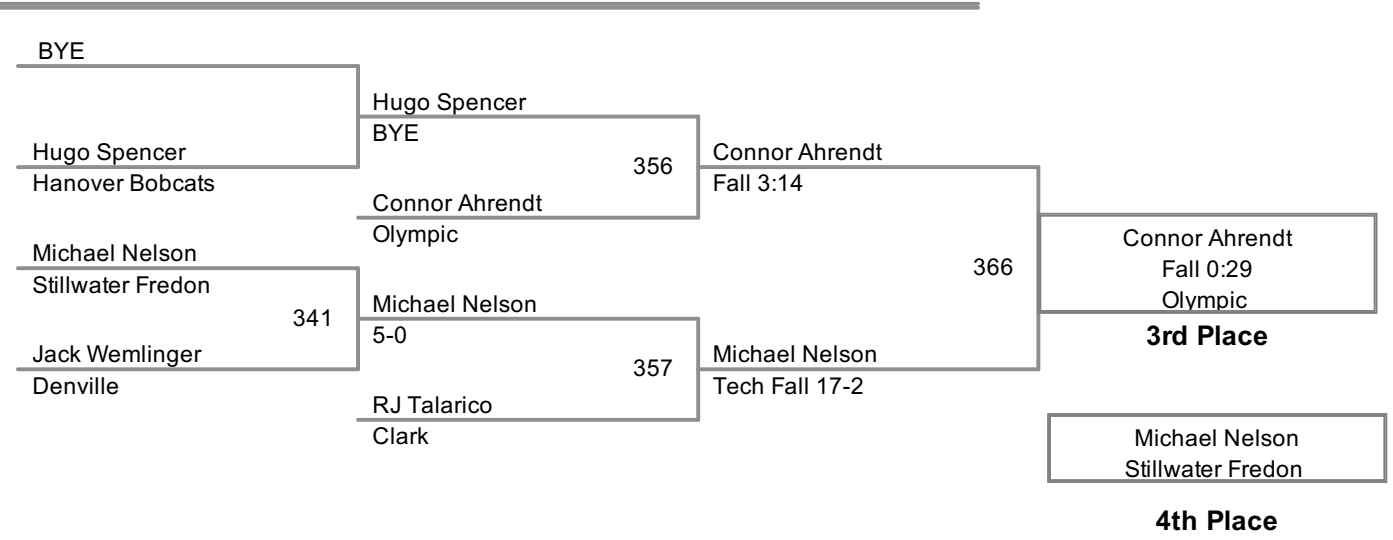 BYE
Hugo Spencer
BYE
Hugo Spencer
Hanover Bobcats
356
Connor Ahrendt
Fall 3:14
Connor Ahrendt
Olympic
Michael Nelson
Stillwater Fredon
341
Michael Nelson
5-0
Jack Wemlinger
Denville
357
Michael Nelson
Tech Fall 17-2
RJ Talarico
Clark
366
Connor Ahrendt
Fall 0:29
Olympic
3rd Place
Michael Nelson
Stillwater Fredon
4th Place